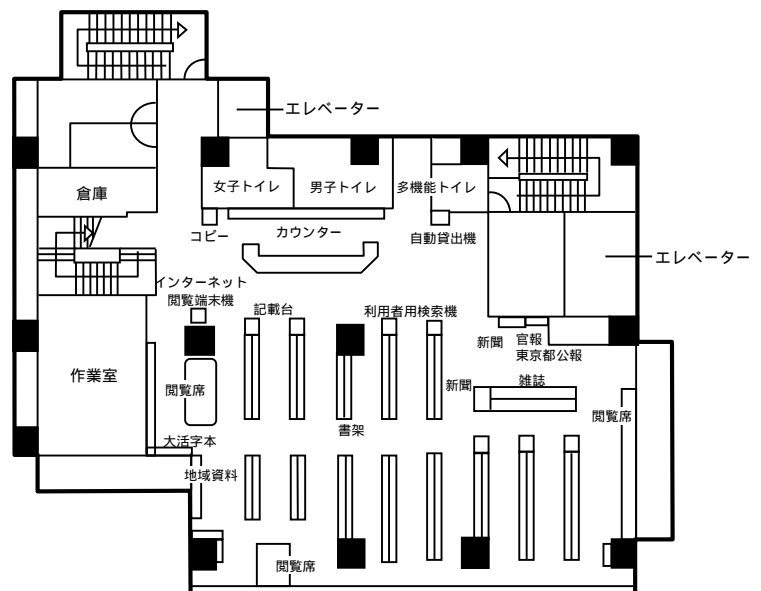 エレベーター
倉庫
女子トイレ
男子トイレ
多機能トイレ
コピー
カウンター
自動貸出機
エレベーター
インターネット
閲覧端末機
記載台
利用者用検索機
新聞
官報
東京都公報
作業室
閲覧席
新聞
雑誌
閲覧席
書架
大活字本
地域資料
閲覧席